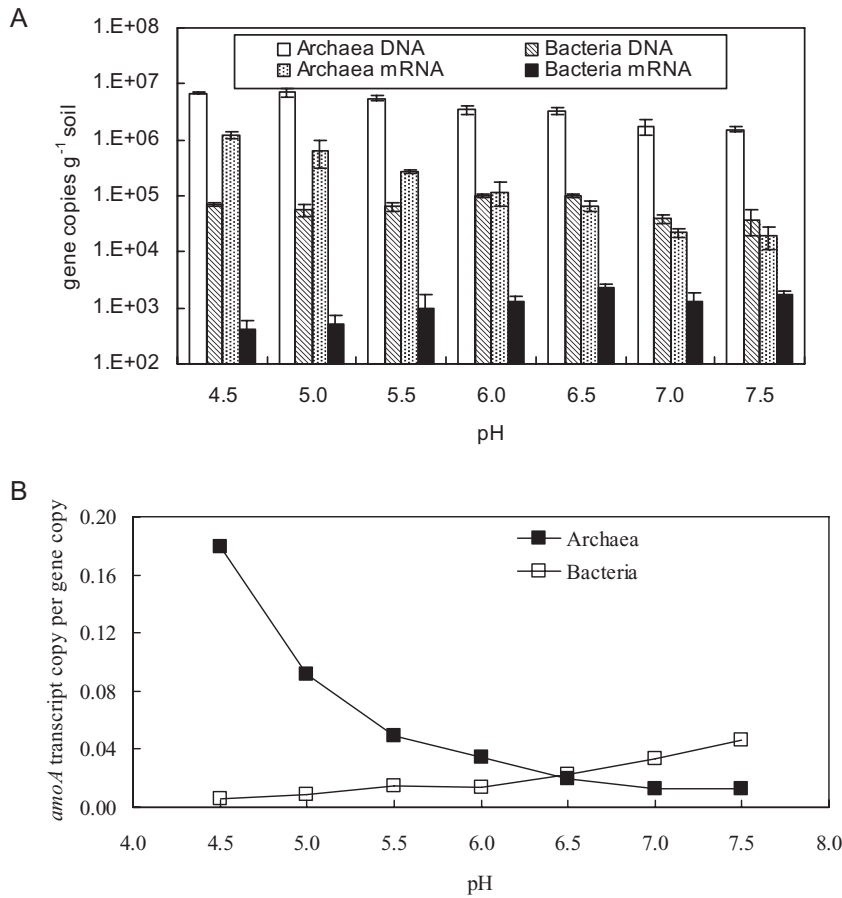 A
1.E+08
1.E+07
1.E+06
1.E+05
1.E+04
1.E+03
1.E+02
gene copies g⁻¹ soil
Archaea DNA Bacteria DNA
Archaea mRNA Bacteria mRNA
4.5 5.0 5.5 6.0 6.5 7.0 7.5
pH
B
0.20
0.16
0.12
0.08
0.04
0.00
amoA transcript copy per gene copy
Archaea
Bacteria
4.0 4.5 5.0 5.5 6.0 6.5 7.0 7.5 8.0
pH